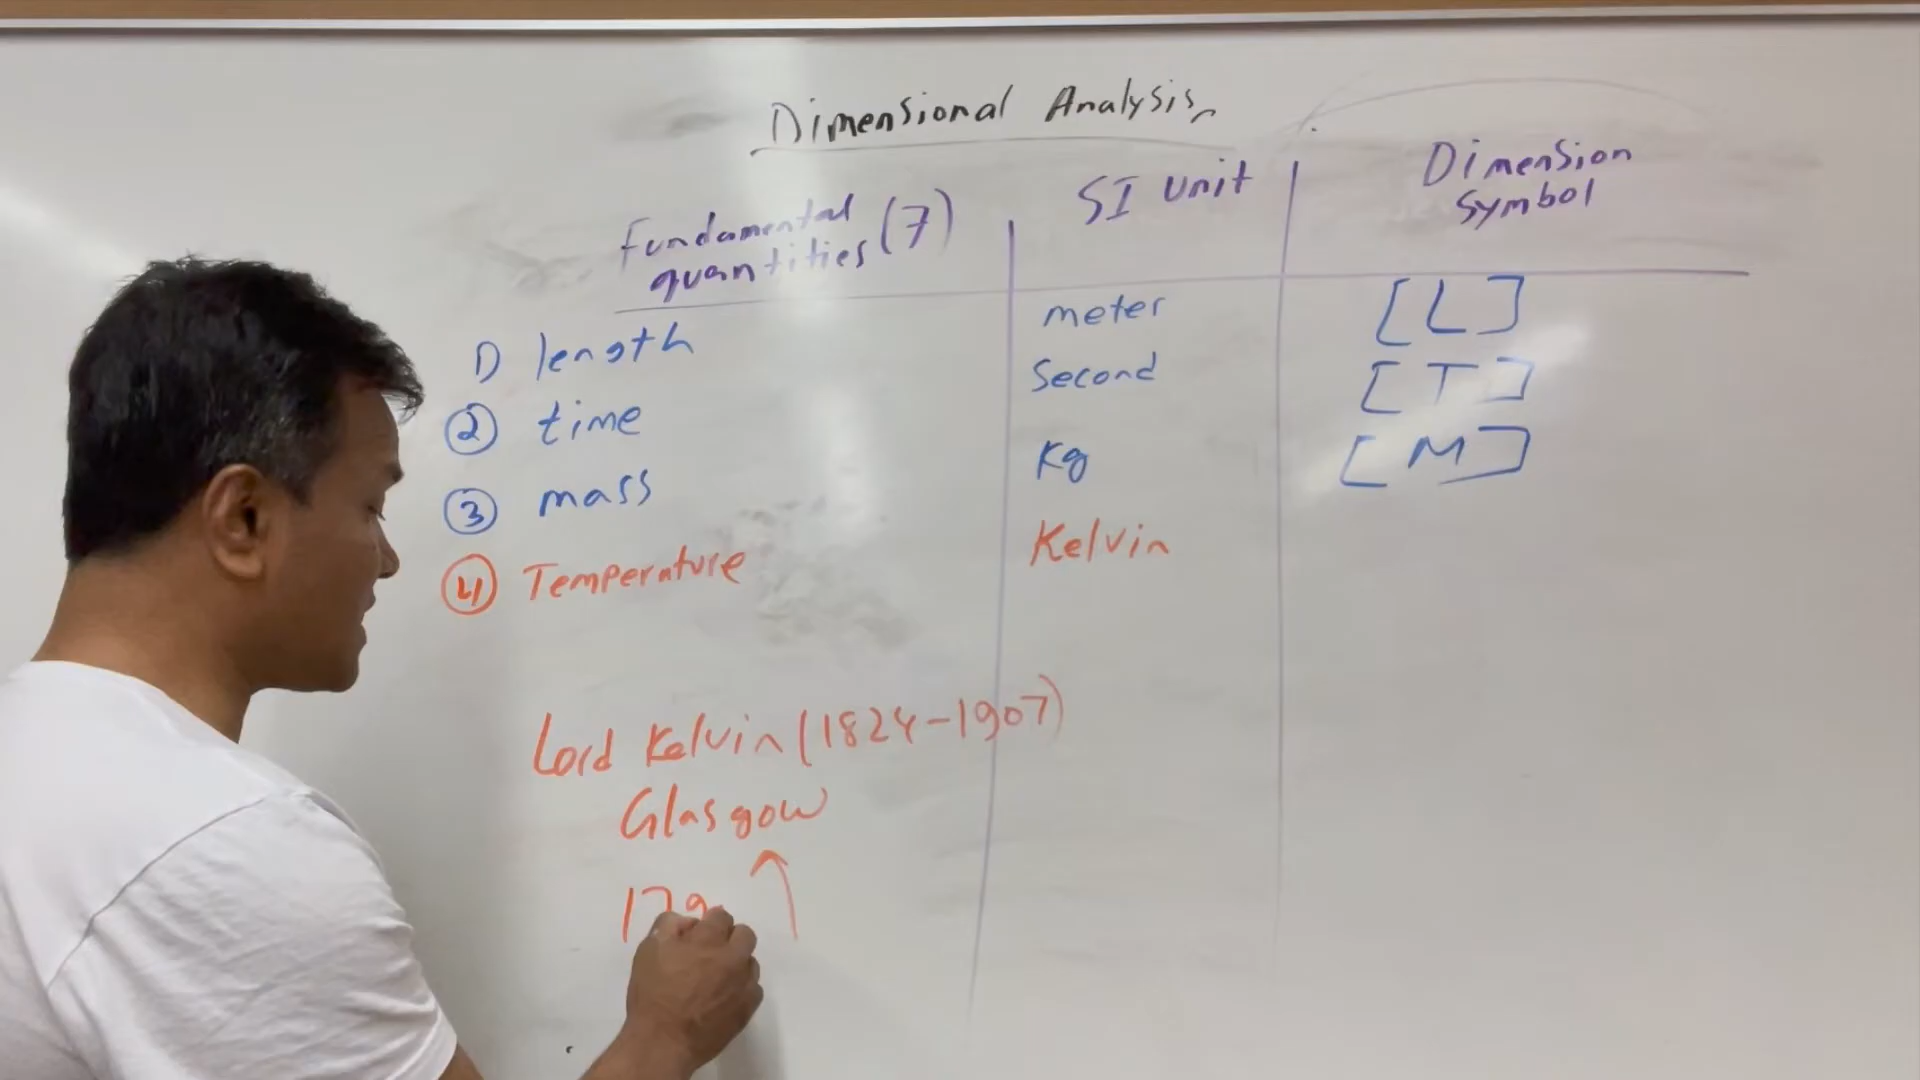 Dimensional Analysis
Fundamental quantities (7)
SI Unit
Dimension Symbol
1) length
meter
[L]
② time
Second
[T]
③ mass
Kg
[M]
④ Temperature
Kelvin
Lord Kelvin (1824-1907)
Glasgow